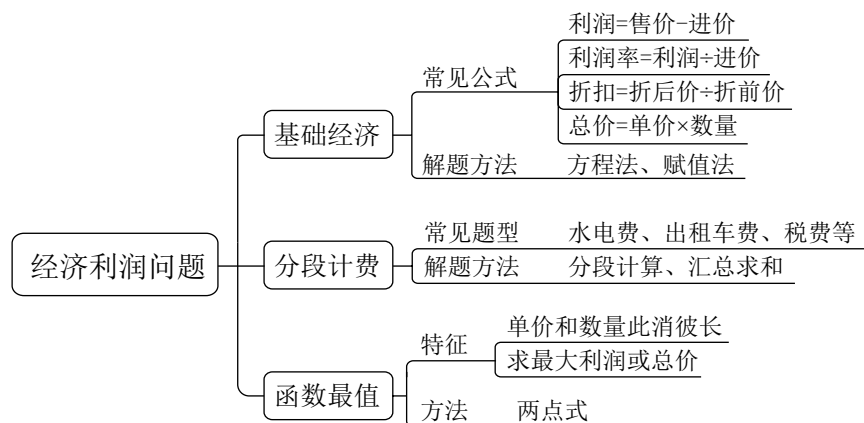 经济利润问题
基础经济
常见公式
利润=售价-进价
利润率=利润÷进价
折扣=折后价÷折前价
总价=单价×数量
解题方法 方程法、赋值法
分段计费
常见题型 水电费、出租车费、税费等
解题方法 分段计算、汇总求和
函数最值
特征
单价和数量此消彼长
求最大利润或总价
方法 两点式